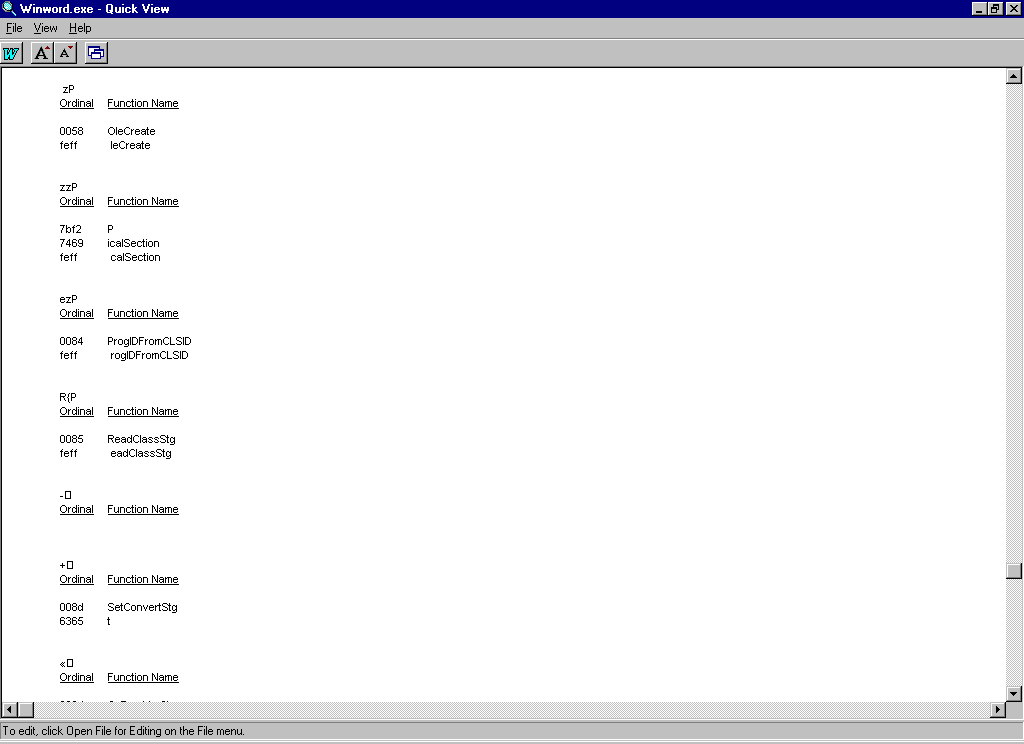 Winword.exe - Quick View
File View Help
zP
Ordinal Function Name
0058 OleCreate
feff leCreate
zzP
Ordinal Function Name
7bf2 P
7469 icalSection
feff calSection
ezP
Ordinal Function Name
0084 ProgIDFromCLSID
feff rogIDFromCLSID
R{P
Ordinal Function Name
0085 ReadClassStg
feff eadClassStg
-▯
Ordinal Function Name
+▯
Ordinal Function Name
008d SetConvertStg
6365 t
«▯
Ordinal Function Name
To edit, click Open File for Editing on the File menu.